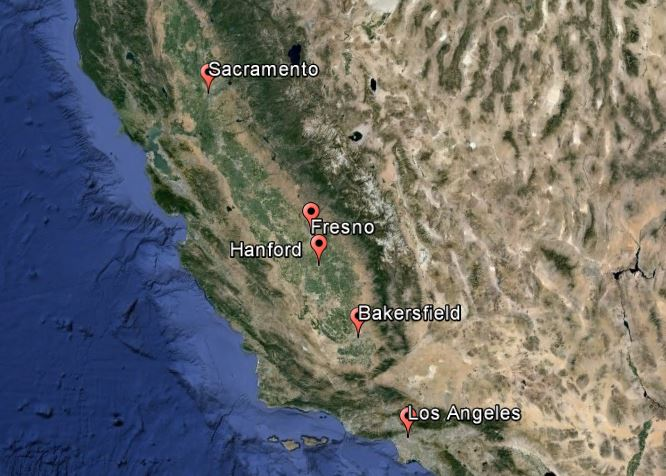 Sacramento
Fresno
Hanford
Bakersfield
Los Angeles